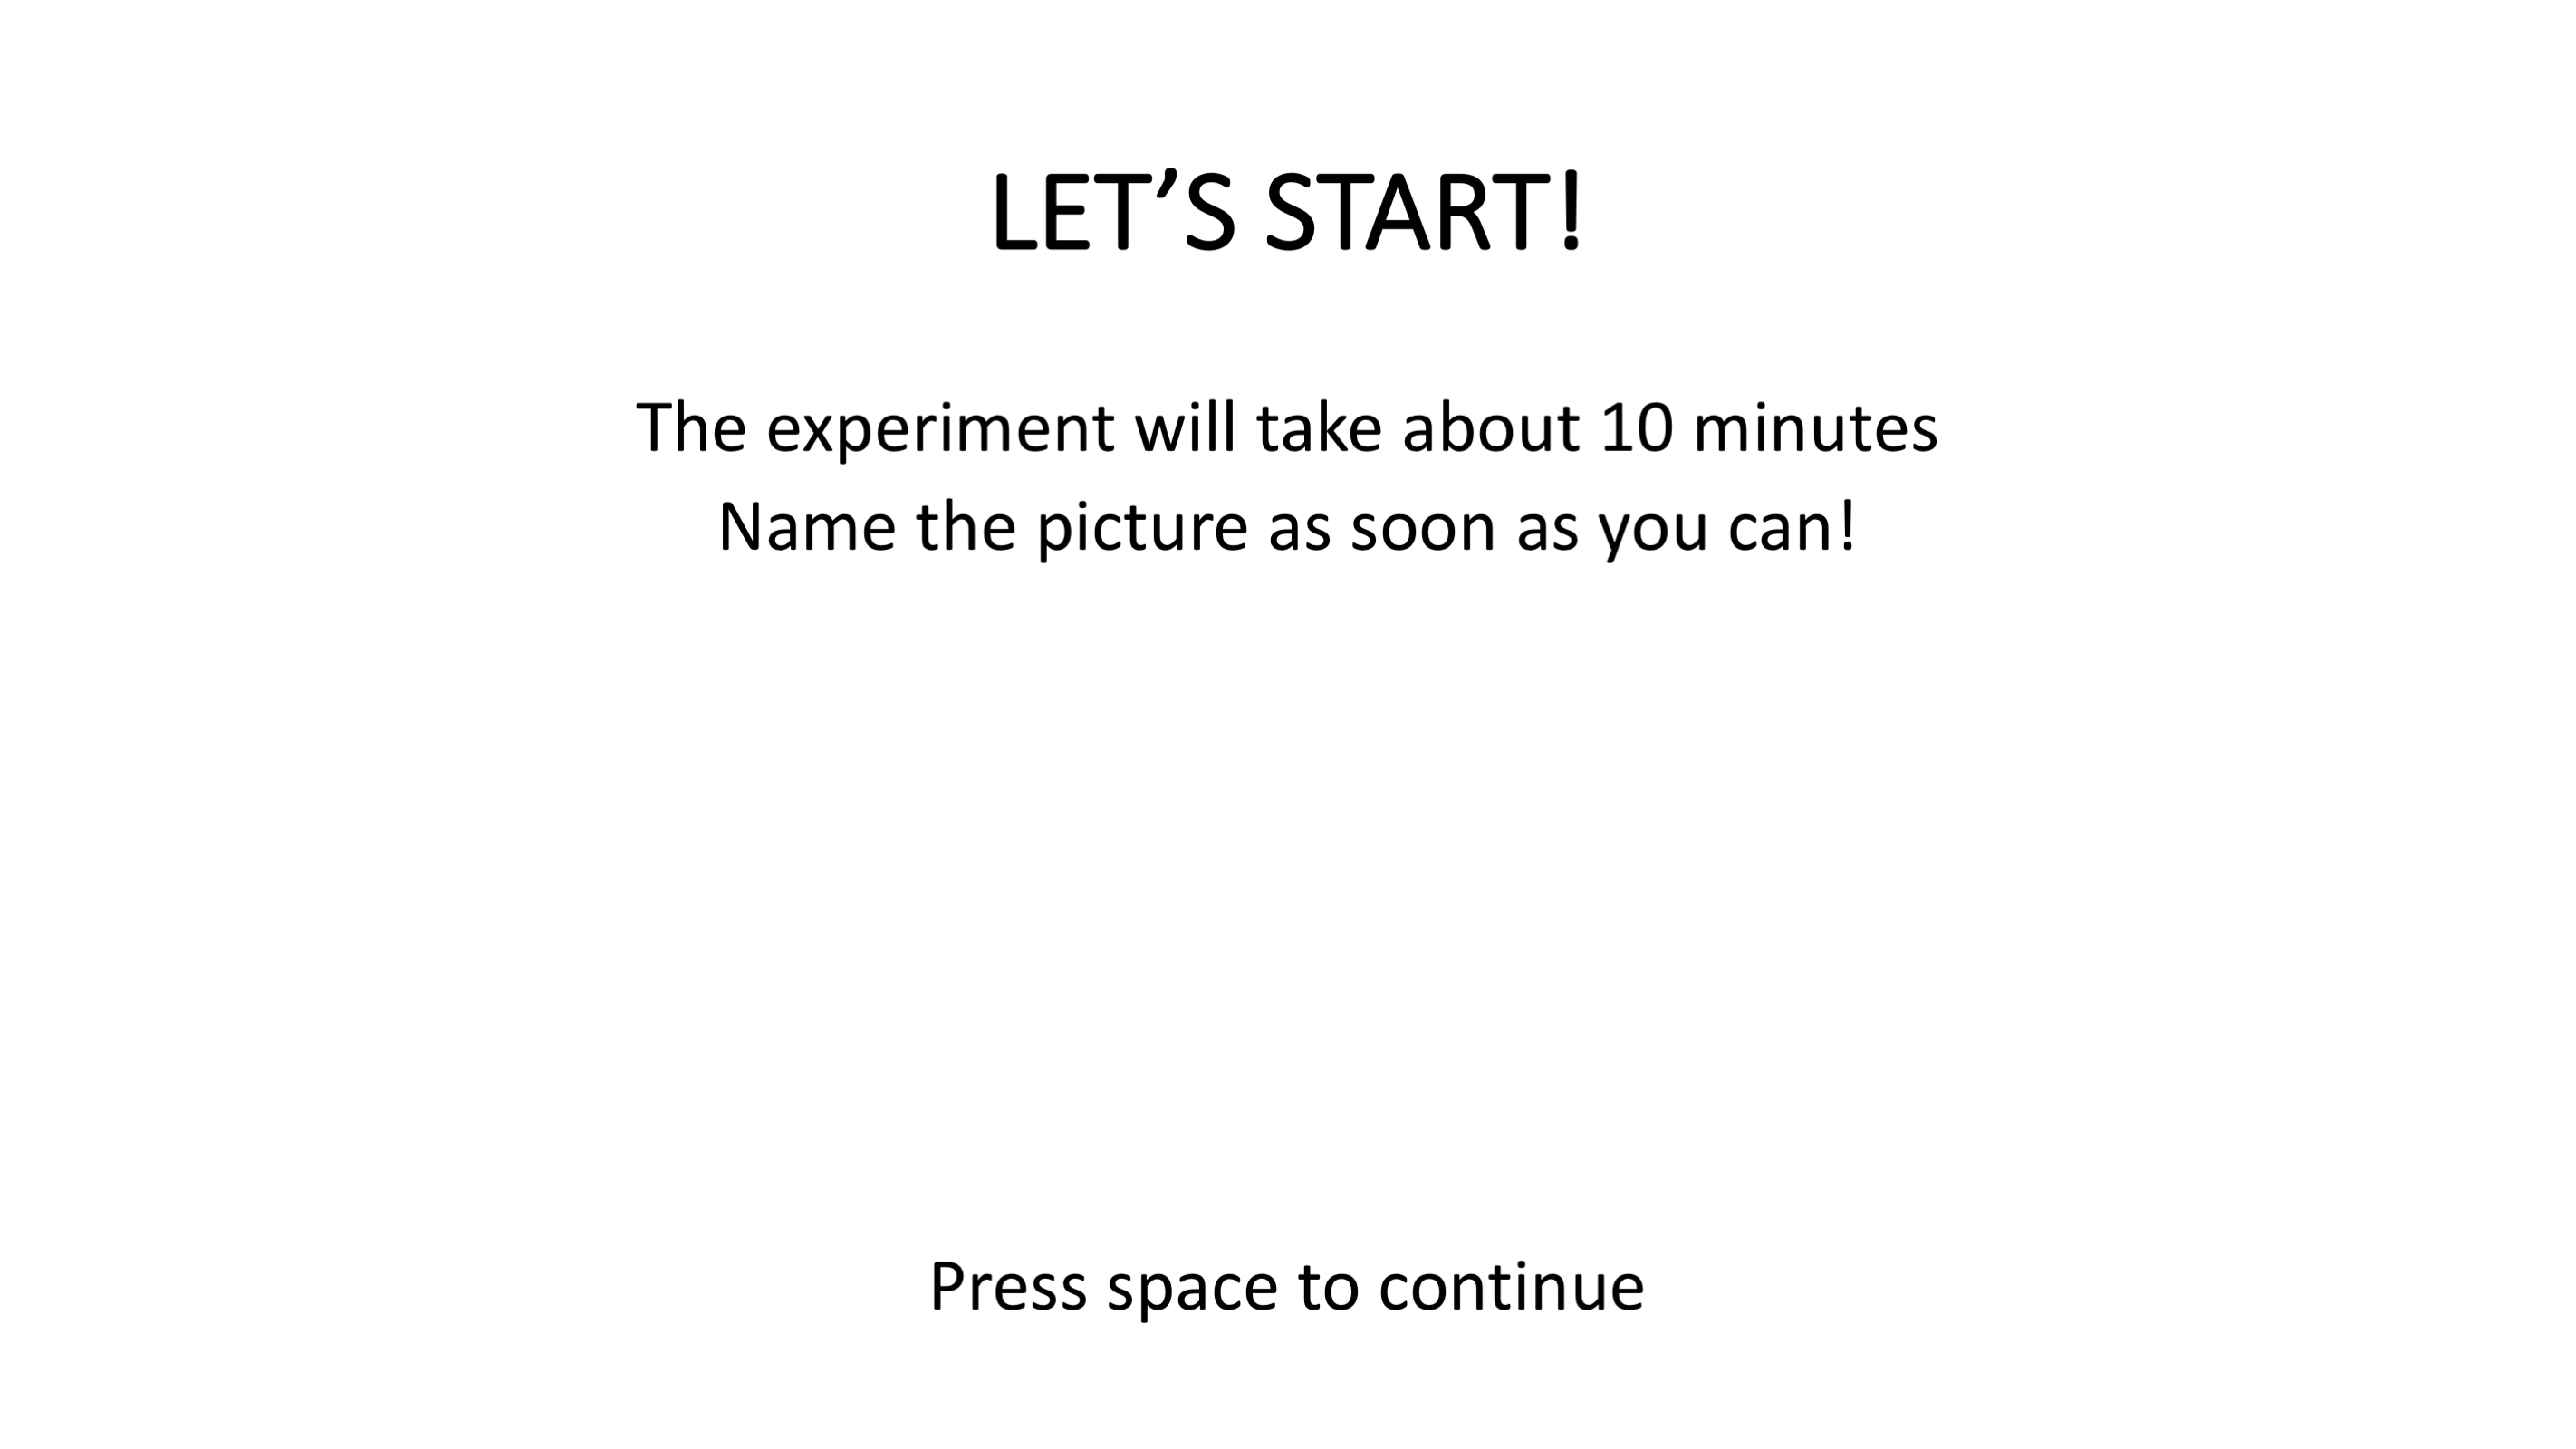 LET’S START!
The experiment will take about 10 minutes
Name the picture as soon as you can!
Press space to continue